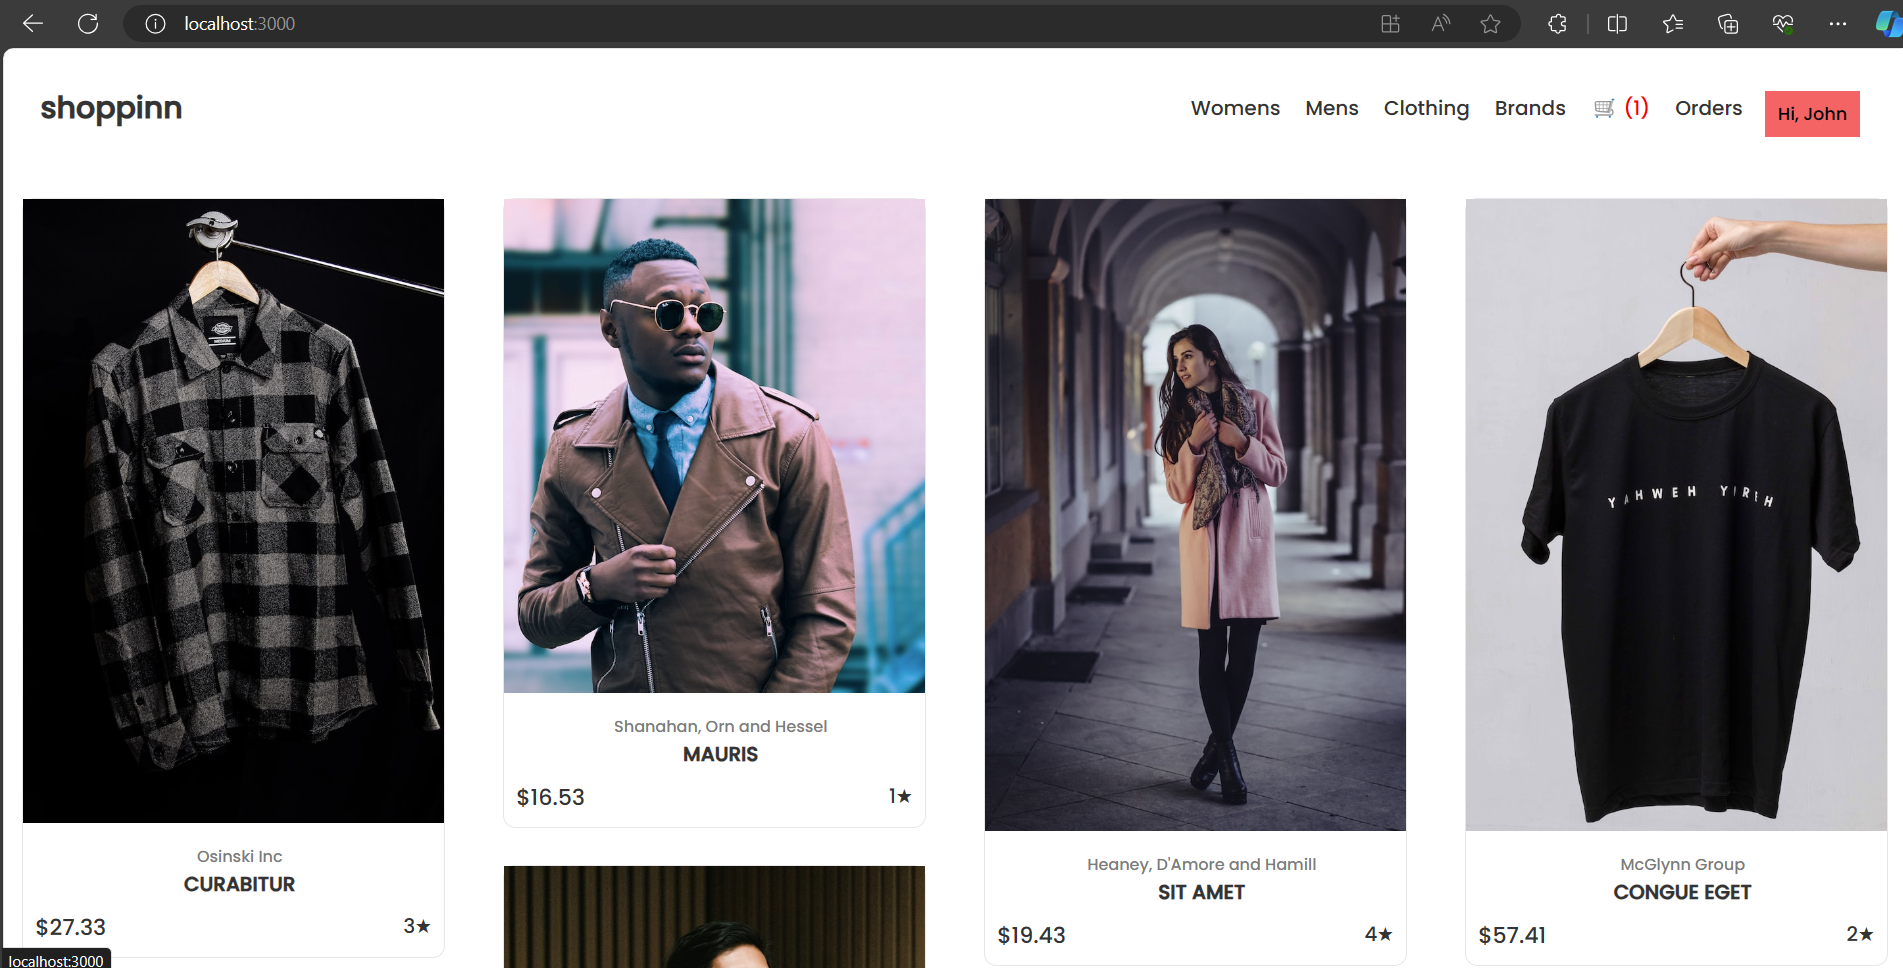 localhost:3000
shoppinn
Womens Mens Clothing Brands (1) Orders Hi, John
YAHWEH YIREH
Shanahan, Orn and Hessel
MAURIS
$16.53 1★
Osinski Inc
CURABITUR
$27.33 3★
Heaney, D'Amore and Hamill
SIT AMET
$19.43 4★
McGlynn Group
CONGUE EGET
$57.41 2★
localhost:3000